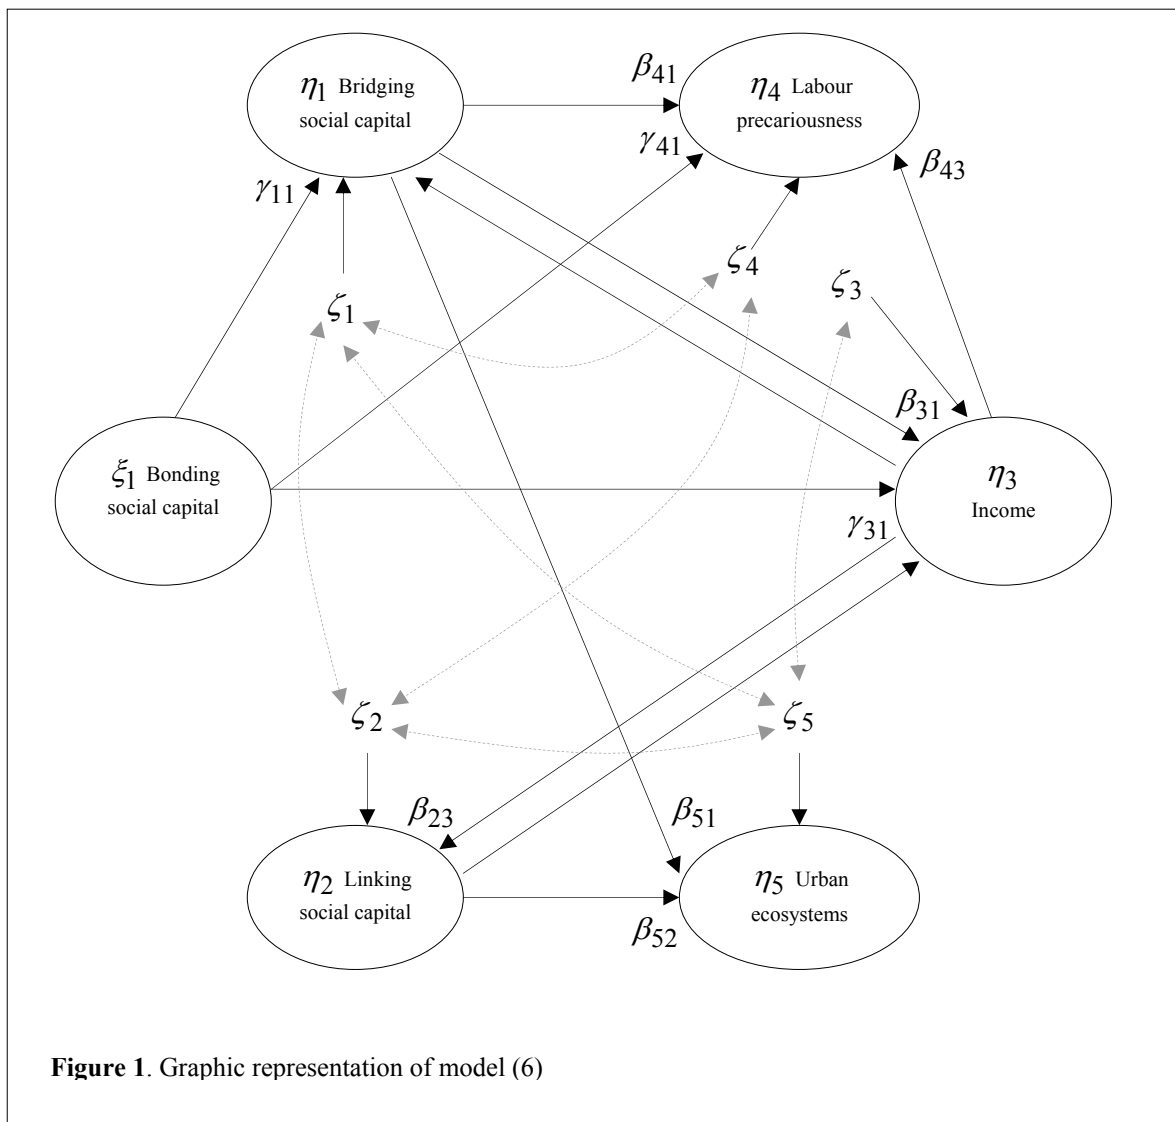 η1 Bridging
social capital
β41
η4 Labour
precariousness
γ41
β43
γ11
ζ4
ζ3
ζ1
β31
ξ1 Bonding
social capital
η3
Income
γ31
ζ2
ζ5
β23
β51
η2 Linking
social capital
η5 Urban
ecosystems
β52
Figure 1. Graphic representation of model (6)